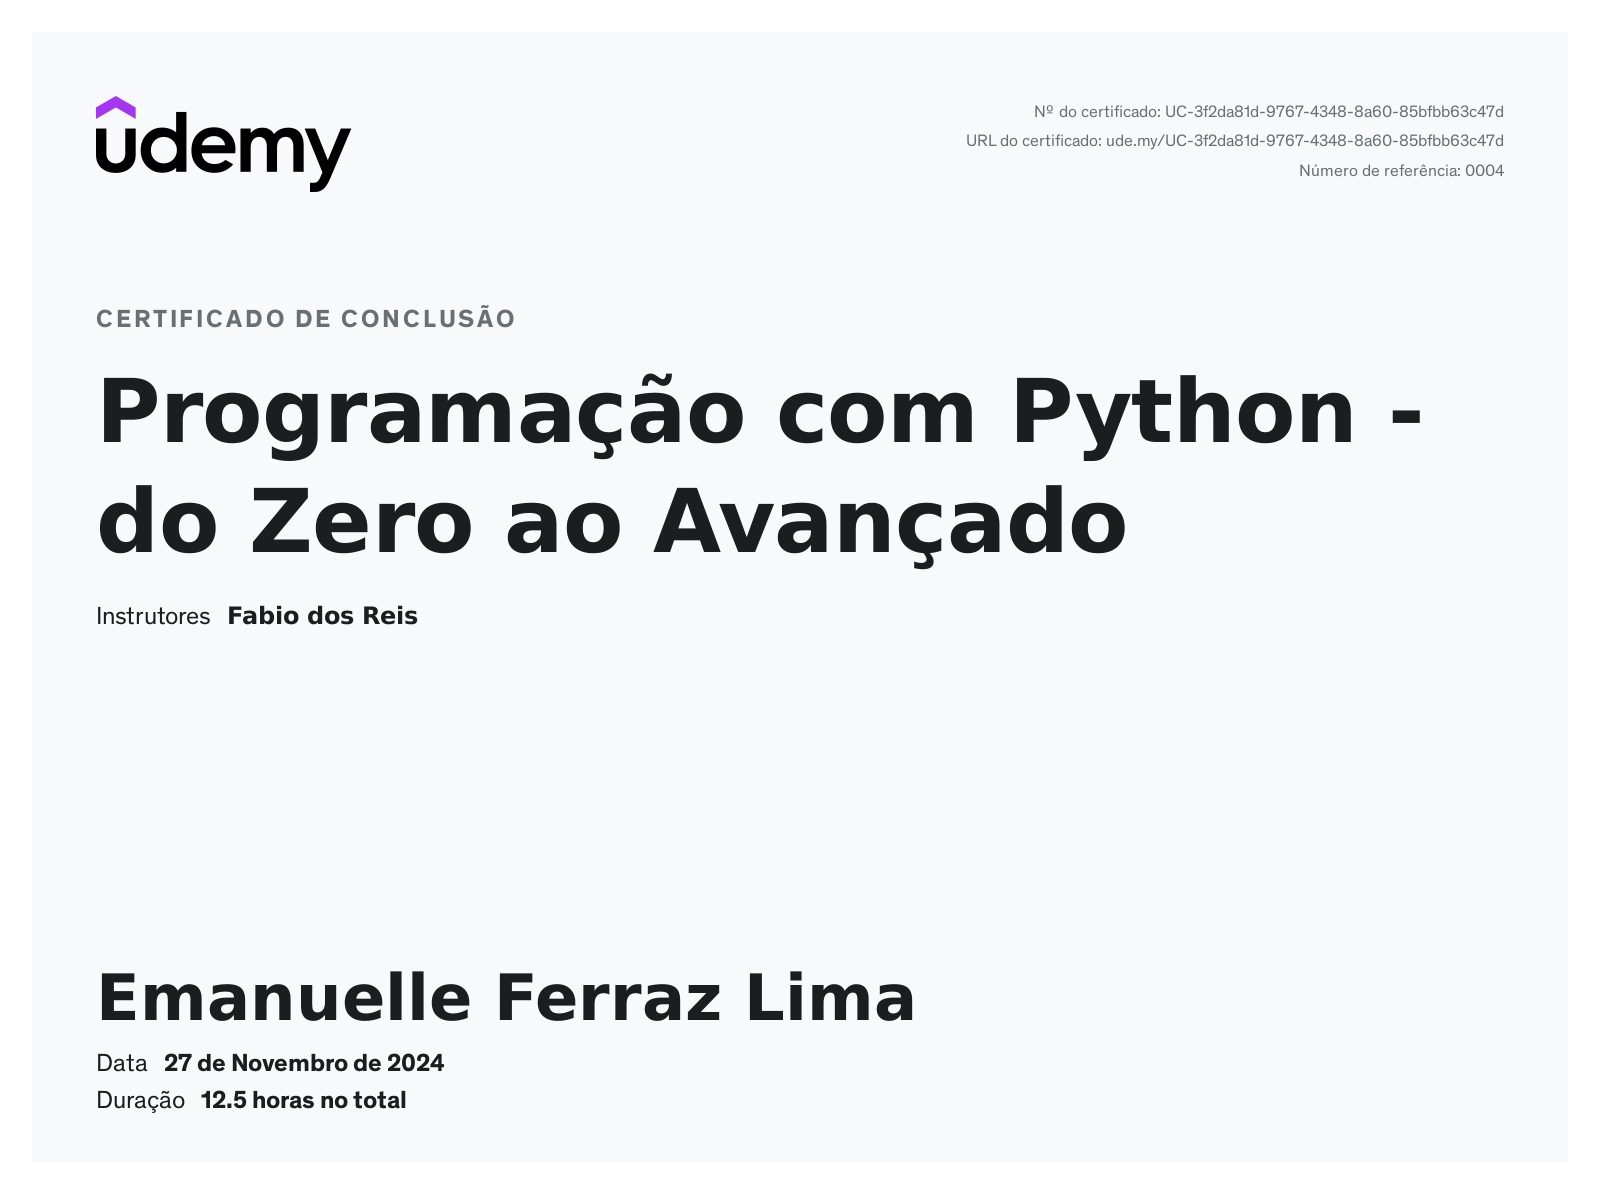 udemy
Nº do certificado: UC-3f2da81d-9767-4348-8a60-85bfbb63c47d
URL do certificado: ude.my/UC-3f2da81d-9767-4348-8a60-85bfbb63c47d
Número de referência: 0004
CERTIFICADO DE CONCLUSÃO
Programação com Python -
do Zero ao Avançado
Instrutores Fabio dos Reis
Emanuelle Ferraz Lima
Data 27 de Novembro de 2024
Duração 12.5 horas no total